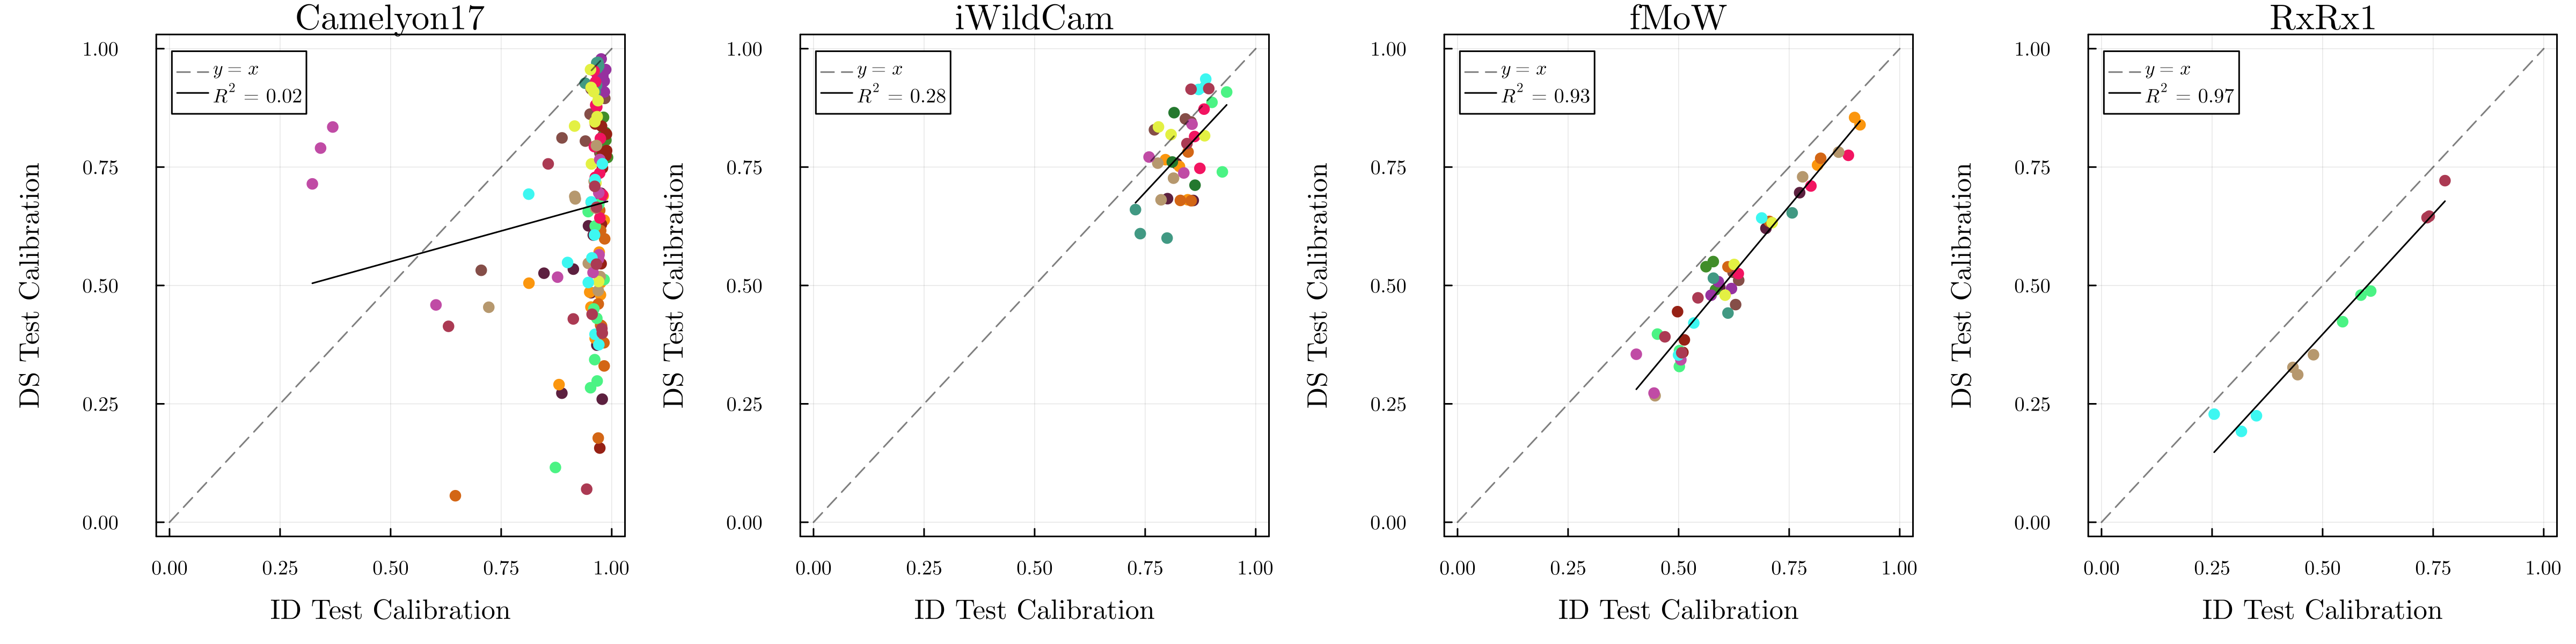 Camelyon17
y = x
R² = 0.02
DS Test Calibration
1.00
0.75
0.50
0.25
0.00
0.00 0.25 0.50 0.75 1.00
ID Test Calibration
iWildCam
y = x
R² = 0.28
DS Test Calibration
1.00
0.75
0.50
0.25
0.00
0.00 0.25 0.50 0.75 1.00
ID Test Calibration
fMoW
y = x
R² = 0.93
DS Test Calibration
1.00
0.75
0.50
0.25
0.00
0.00 0.25 0.50 0.75 1.00
ID Test Calibration
RxRx1
y = x
R² = 0.97
DS Test Calibration
1.00
0.75
0.50
0.25
0.00
0.00 0.25 0.50 0.75 1.00
ID Test Calibration